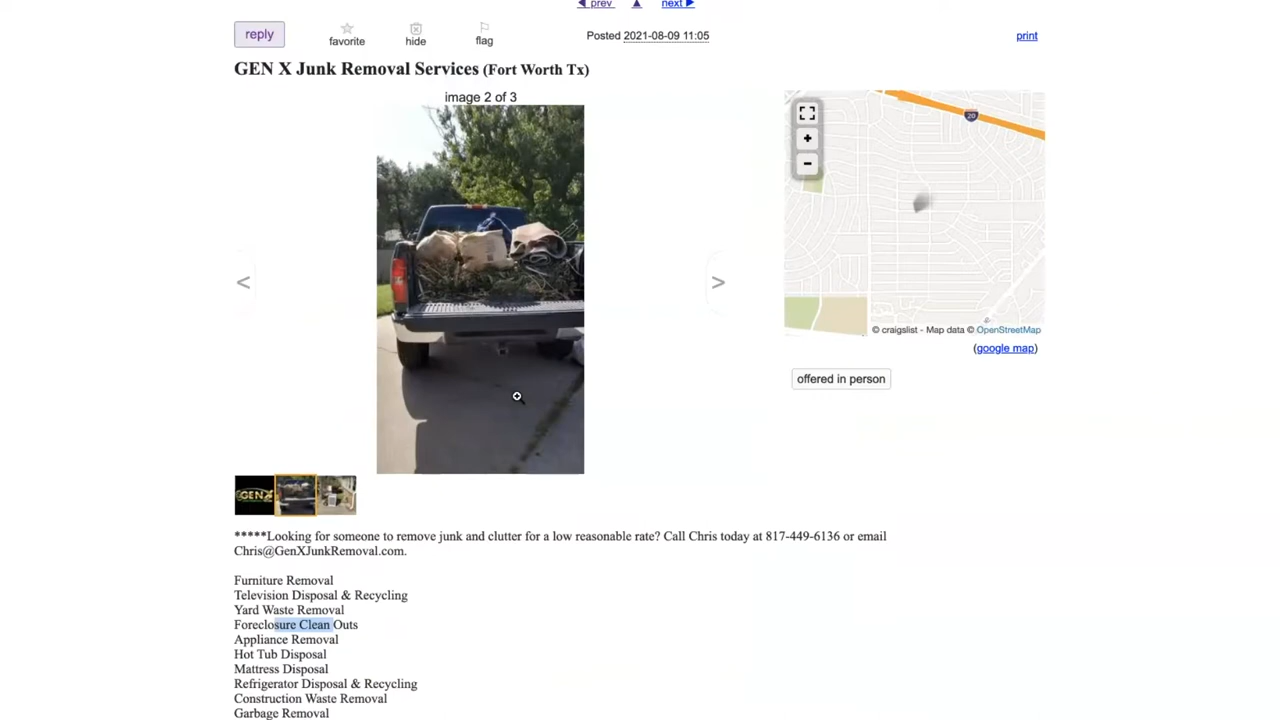 ◀ prev ▲ next ▶
reply favorite hide flag Posted 2021-08-09 11:05 print
GEN X Junk Removal Services (Fort Worth Tx)
image 2 of 3
20
+
−
<
>
© craigslist - Map data © OpenStreetMap
(google map)
offered in person
GEN X
*****Looking for someone to remove junk and clutter for a low reasonable rate? Call Chris today at 817-449-6136 or email
Chris@GenXJunkRemoval.com.
Furniture Removal
Television Disposal & Recycling
Yard Waste Removal
Foreclosure Clean Outs
Appliance Removal
Hot Tub Disposal
Mattress Disposal
Refrigerator Disposal & Recycling
Construction Waste Removal
Garbage Removal